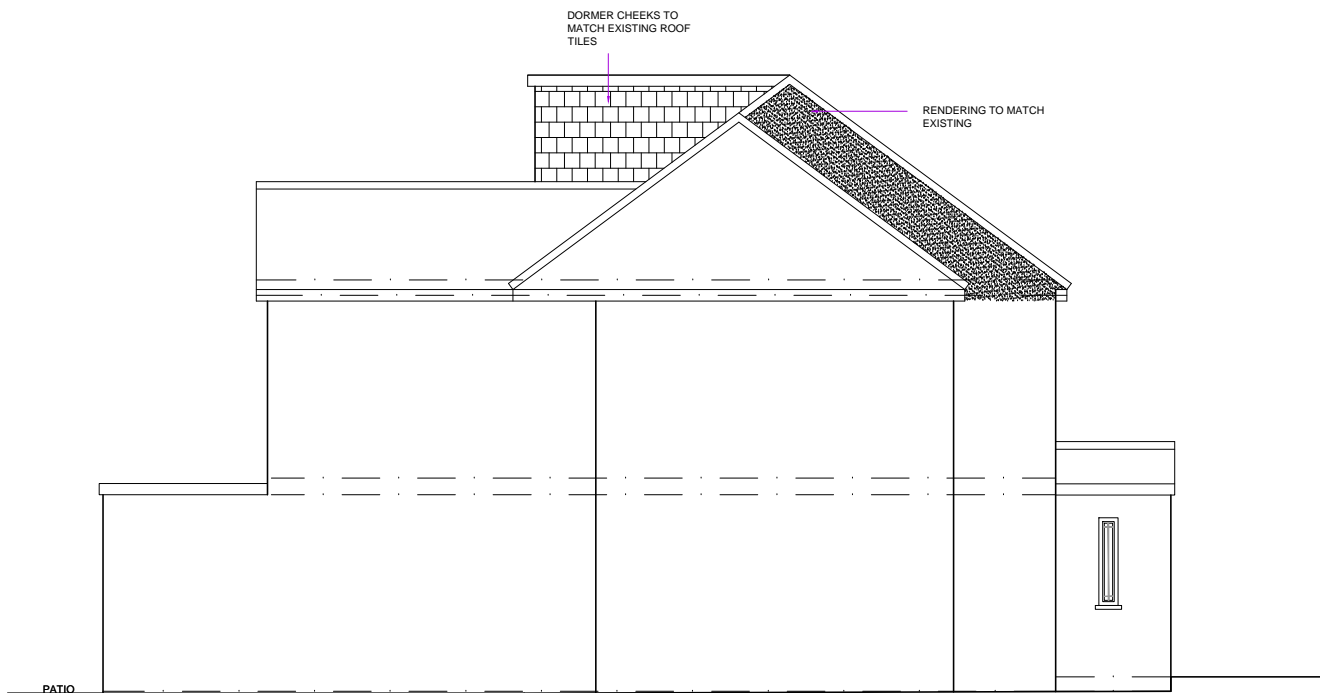 DORMER CHEEKS TO
MATCH EXISTING ROOF
TILES
RENDERING TO MATCH
EXISTING
PATIO